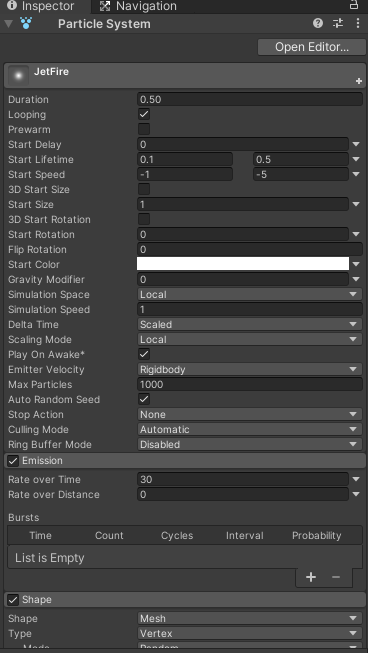 Inspector Navigation
Particle System
Open Editor...
JetFire
Duration 0.50
Looping
Prewarm
Start Delay 0
Start Lifetime 0.1 0.5
Start Speed -1 -5
3D Start Size
Start Size 1
3D Start Rotation
Start Rotation 0
Flip Rotation 0
Start Color
Gravity Modifier 0
Simulation Space Local
Simulation Speed 1
Delta Time Scaled
Scaling Mode Local
Play On Awake*
Emitter Velocity Rigidbody
Max Particles 1000
Auto Random Seed
Stop Action None
Culling Mode Automatic
Ring Buffer Mode Disabled
Emission
Rate over Time 30
Rate over Distance 0
Bursts
Time Count Cycles Interval Probability
List is Empty
Shape
Shape Mesh
Type Vertex
Mode Random